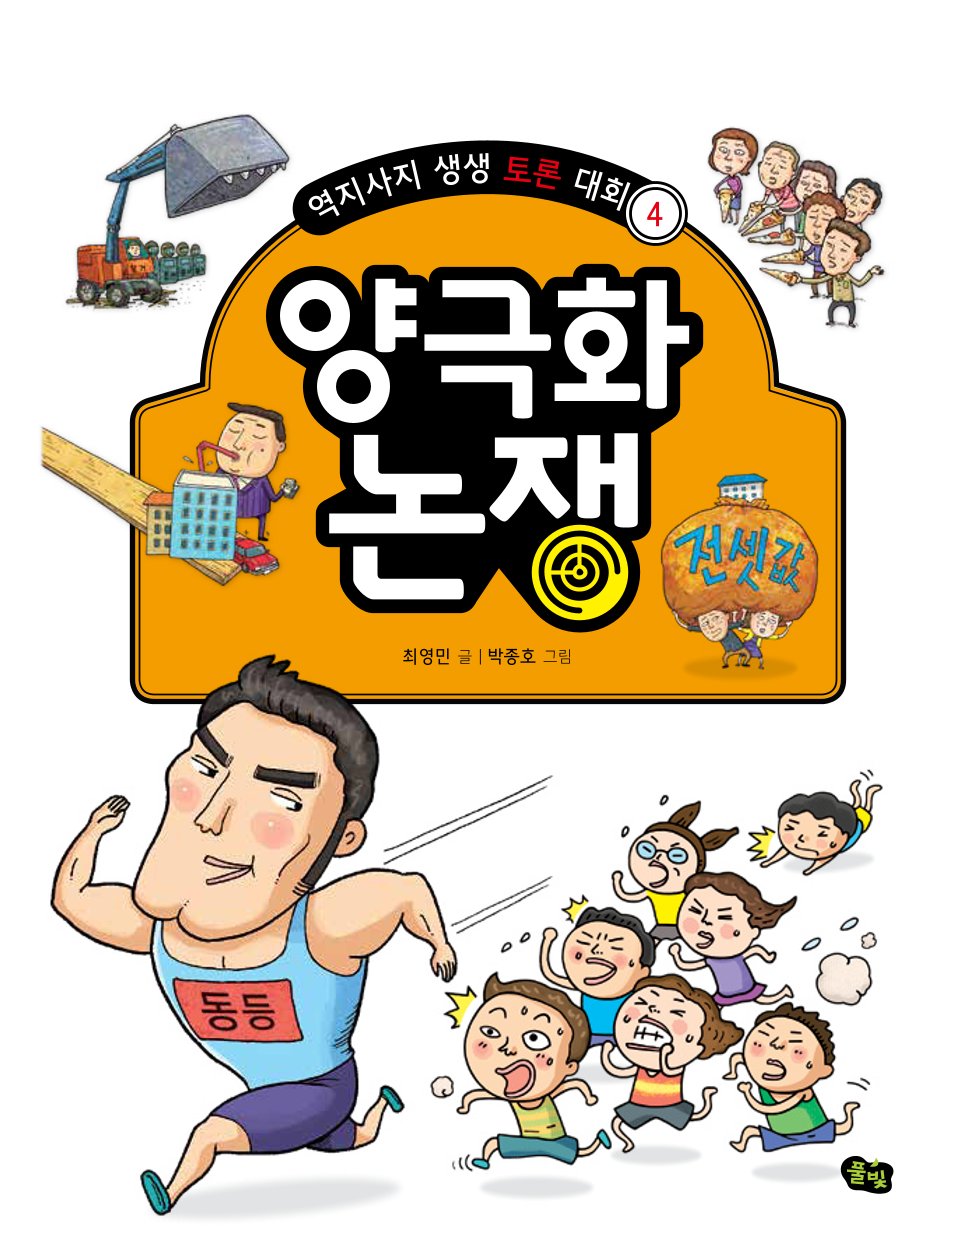 역지사지 생생 토론 대회 4
양극화
논쟁
전셋값
최영민 글 | 박종호 그림
동등
풀빛